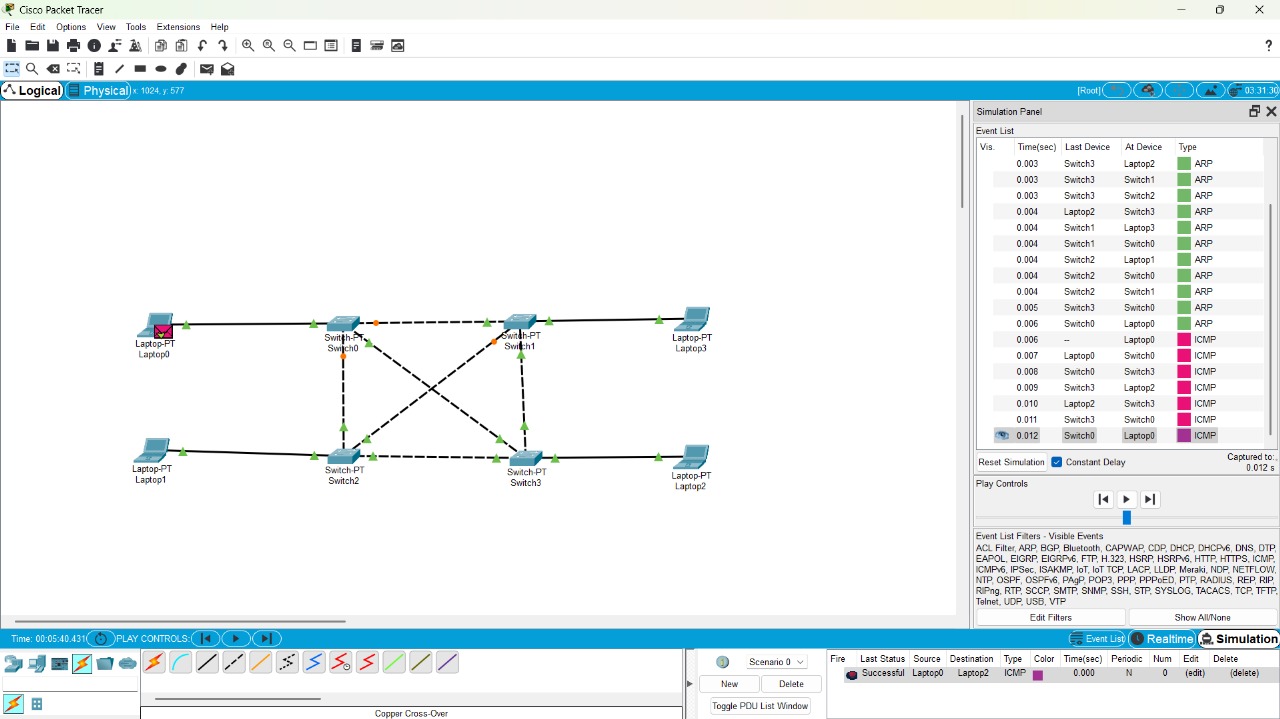 Cisco Packet Tracer
File Edit Options View Tools Extensions Help
?
Logical Physical x: 1024, y: 577 [Root] 03:31:30
Simulation Panel
Event List
Vis. Time(sec) Last Device At Device Type
0.003 Switch3 Laptop2 ARP
0.003 Switch3 Switch1 ARP
0.003 Switch3 Switch2 ARP
0.004 Laptop2 Switch3 ARP
0.004 Switch1 Laptop3 ARP
0.004 Switch1 Switch0 ARP
0.004 Switch2 Laptop1 ARP
0.004 Switch2 Switch0 ARP
0.004 Switch2 Switch1 ARP
0.005 Switch3 Switch0 ARP
0.006 Switch0 Laptop0 ARP
0.006 -- Laptop0 ICMP
0.007 Laptop0 Switch0 ICMP
0.008 Switch0 Switch3 ICMP
0.009 Switch3 Laptop2 ICMP
0.010 Laptop2 Switch3 ICMP
0.011 Switch3 Switch0 ICMP
0.012 Switch0 Laptop0 ICMP
Reset Simulation Constant Delay Captured to:
0.012 s
Play Controls
Event List Filters - Visible Events
ACL Filter, ARP, BGP, Bluetooth, CAPWAP, CDP, DHCP, DHCPv6, DNS, DTP,
EAPOL, EIGRP, EIGRPv6, FTP, H.323, HSRP, HSRPv6, HTTP, HTTPS, ICMP,
ICMPv6, IPSec, ISAKMP, IoT, IoT TCP, LACP, LLDP, Meraki, NDP, NETFLOW,
NTP, OSPF, OSPFv6, PAgP, POP3, PPP, PPPoED, PTP, RADIUS, REP, RIP,
RIPng, RTP, SCCP, SMTP, SNMP, SSH, STP, SYSLOG, TACACS, TCP, TFTP,
Telnet, UDP, USB, VTP
Edit Filters Show All/None
Laptop-PT
Laptop0
Switch-PT
Switch0
Switch-PT
Switch1
Laptop-PT
Laptop3
Laptop-PT
Laptop1
Switch-PT
Switch2
Switch-PT
Switch3
Laptop-PT
Laptop2
Time: 00:05:40.431 PLAY CONTROLS: Event List Realtime Simulation
Copper Cross-Over
Scenario 0
New Delete
Toggle PDU List Window
Fire Last Status Source Destination Type Color Time(sec) Periodic Num Edit Delete
Successful Laptop0 Laptop2 ICMP 0.000 N 0 (edit) (delete)